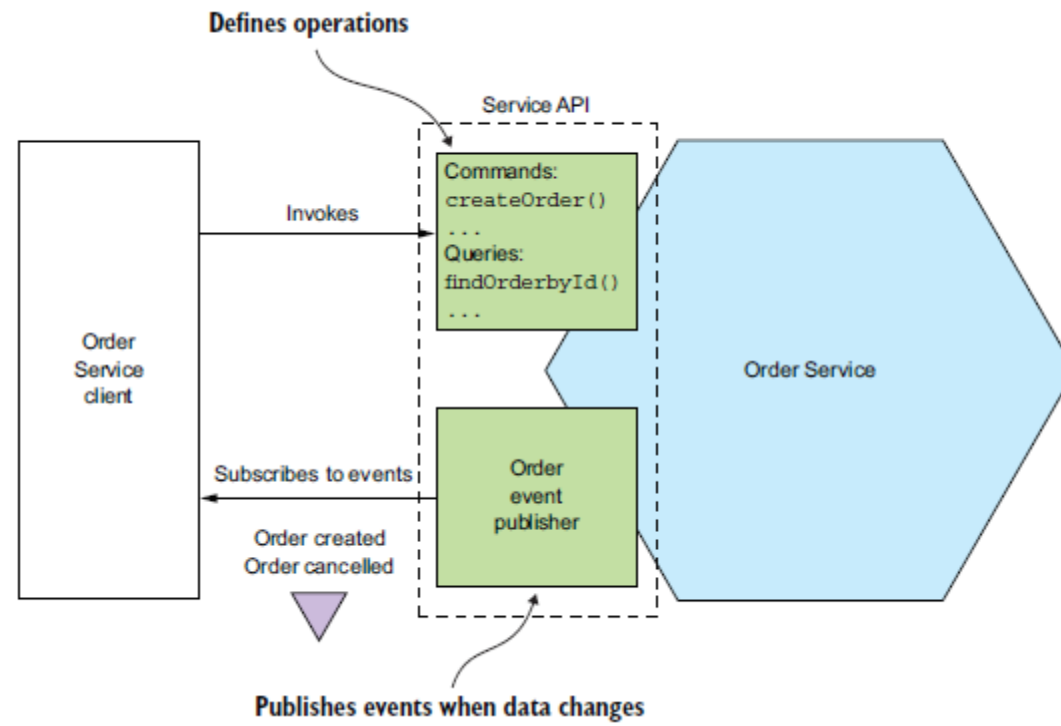 Defines operations
Service API
Commands:
createOrder()
...
Queries:
findOrderbyId()
...
Invokes
Order
Service
client
Order Service
Subscribes to events
Order
event
publisher
Order created
Order cancelled
Publishes events when data changes